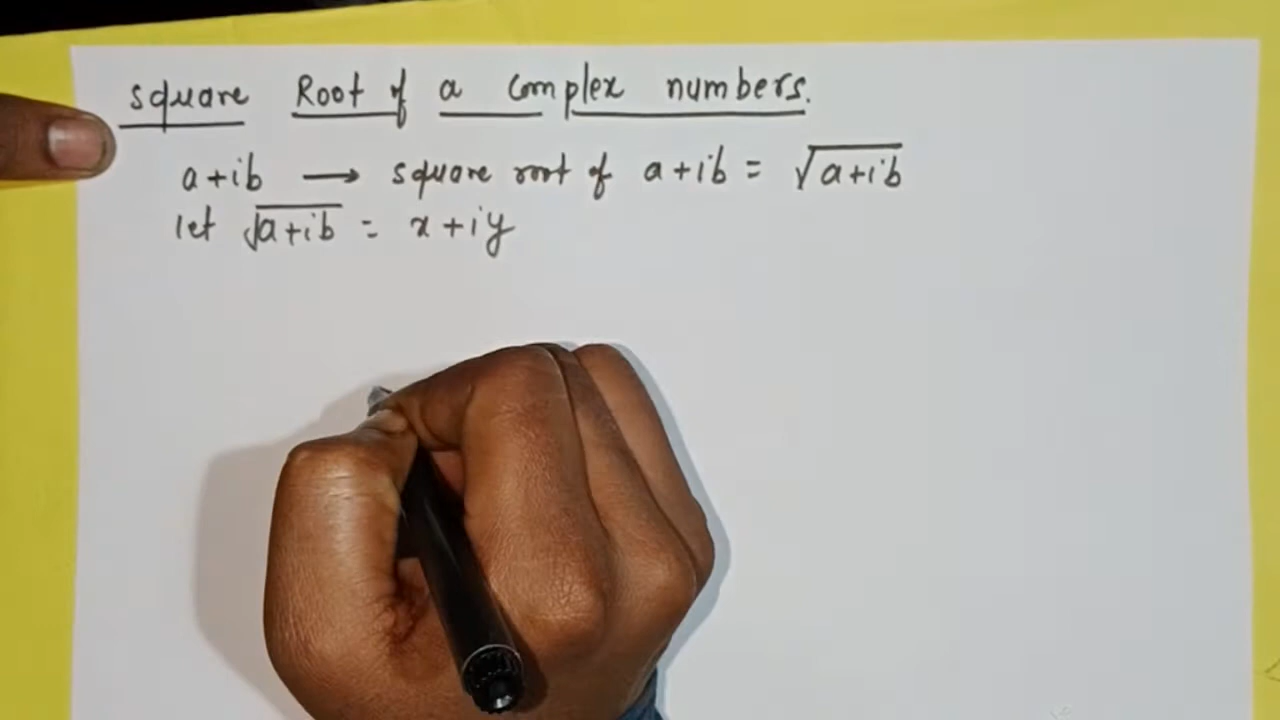 square Root of a complex numbers.
a+ib → square root of a+ib = √a+ib
let √a+ib = x+iy